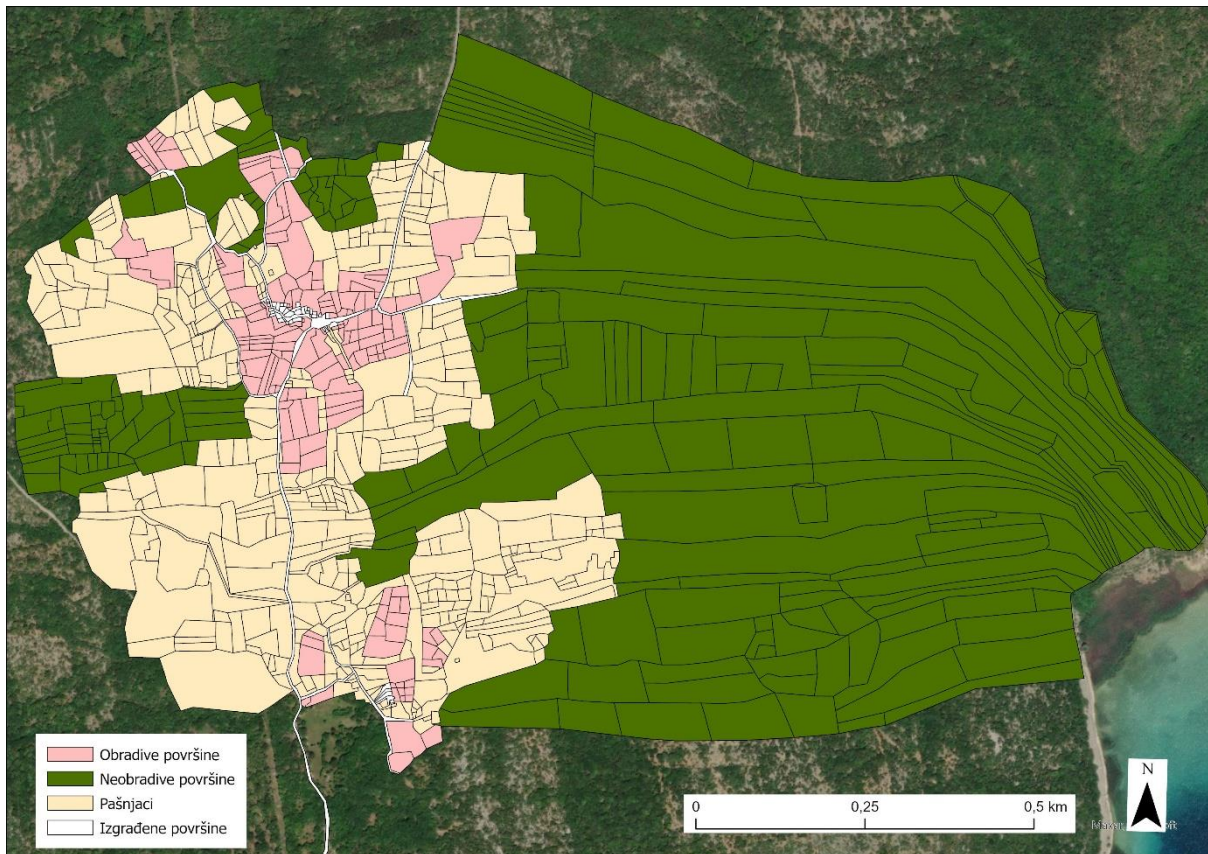 Obradive površine
Neobradive površine
Pašnjaci
Izgrađene površine
0
0,25
0,5 km
N